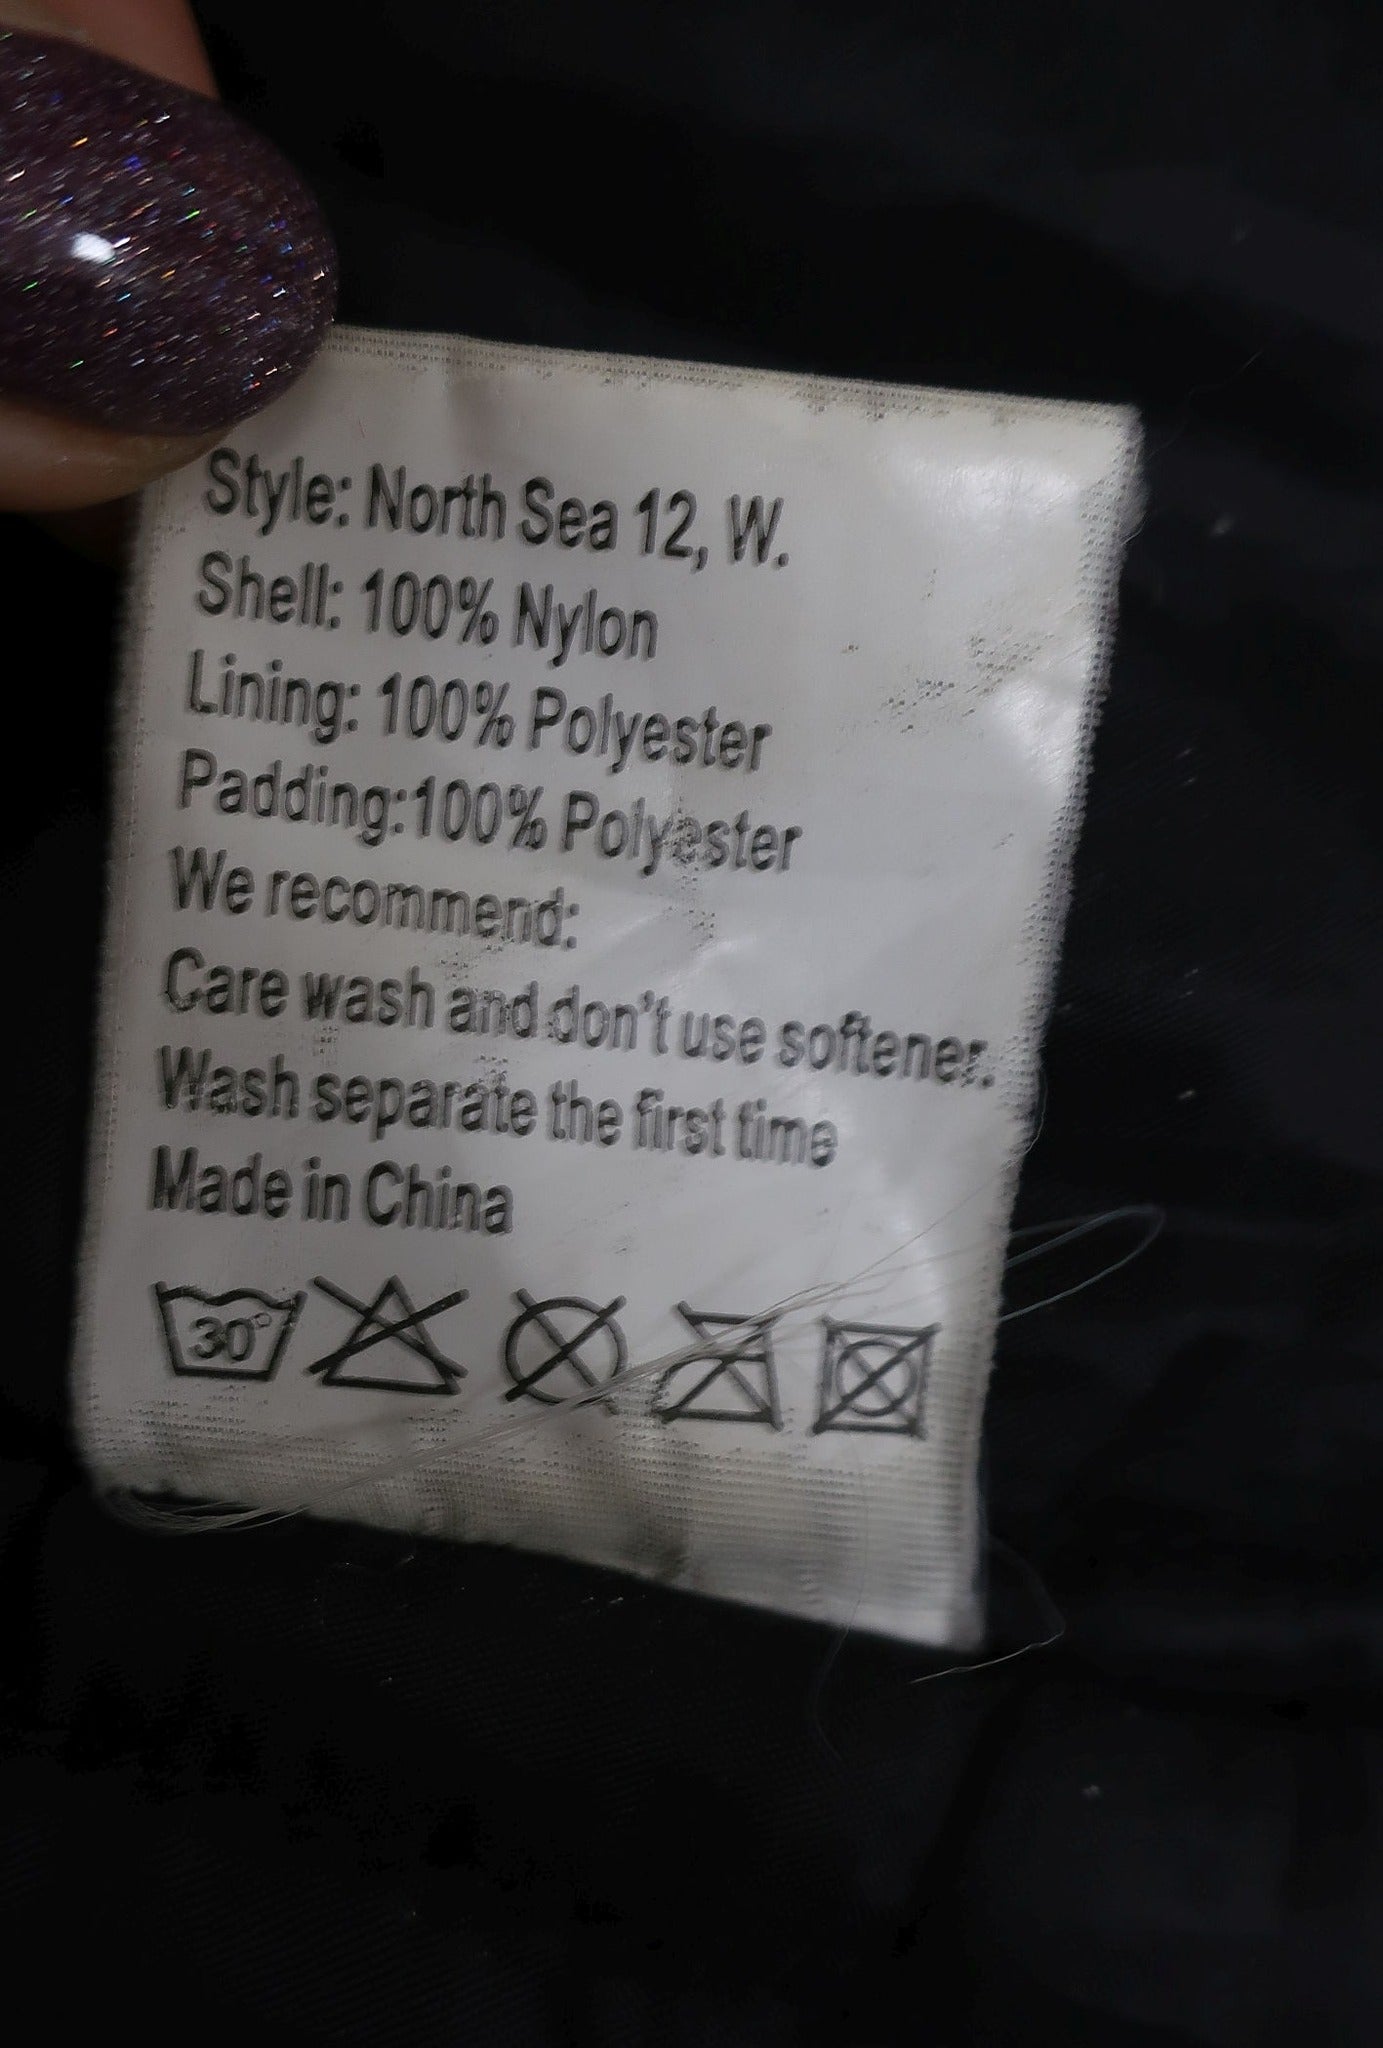 Style: North Sea 12, W.
Shell: 100% Nylon
Lining: 100% Polyester
Padding:100% Polyester
We recommend:
Care wash and don't use softener.
Wash separate the first time
Made in China
30°